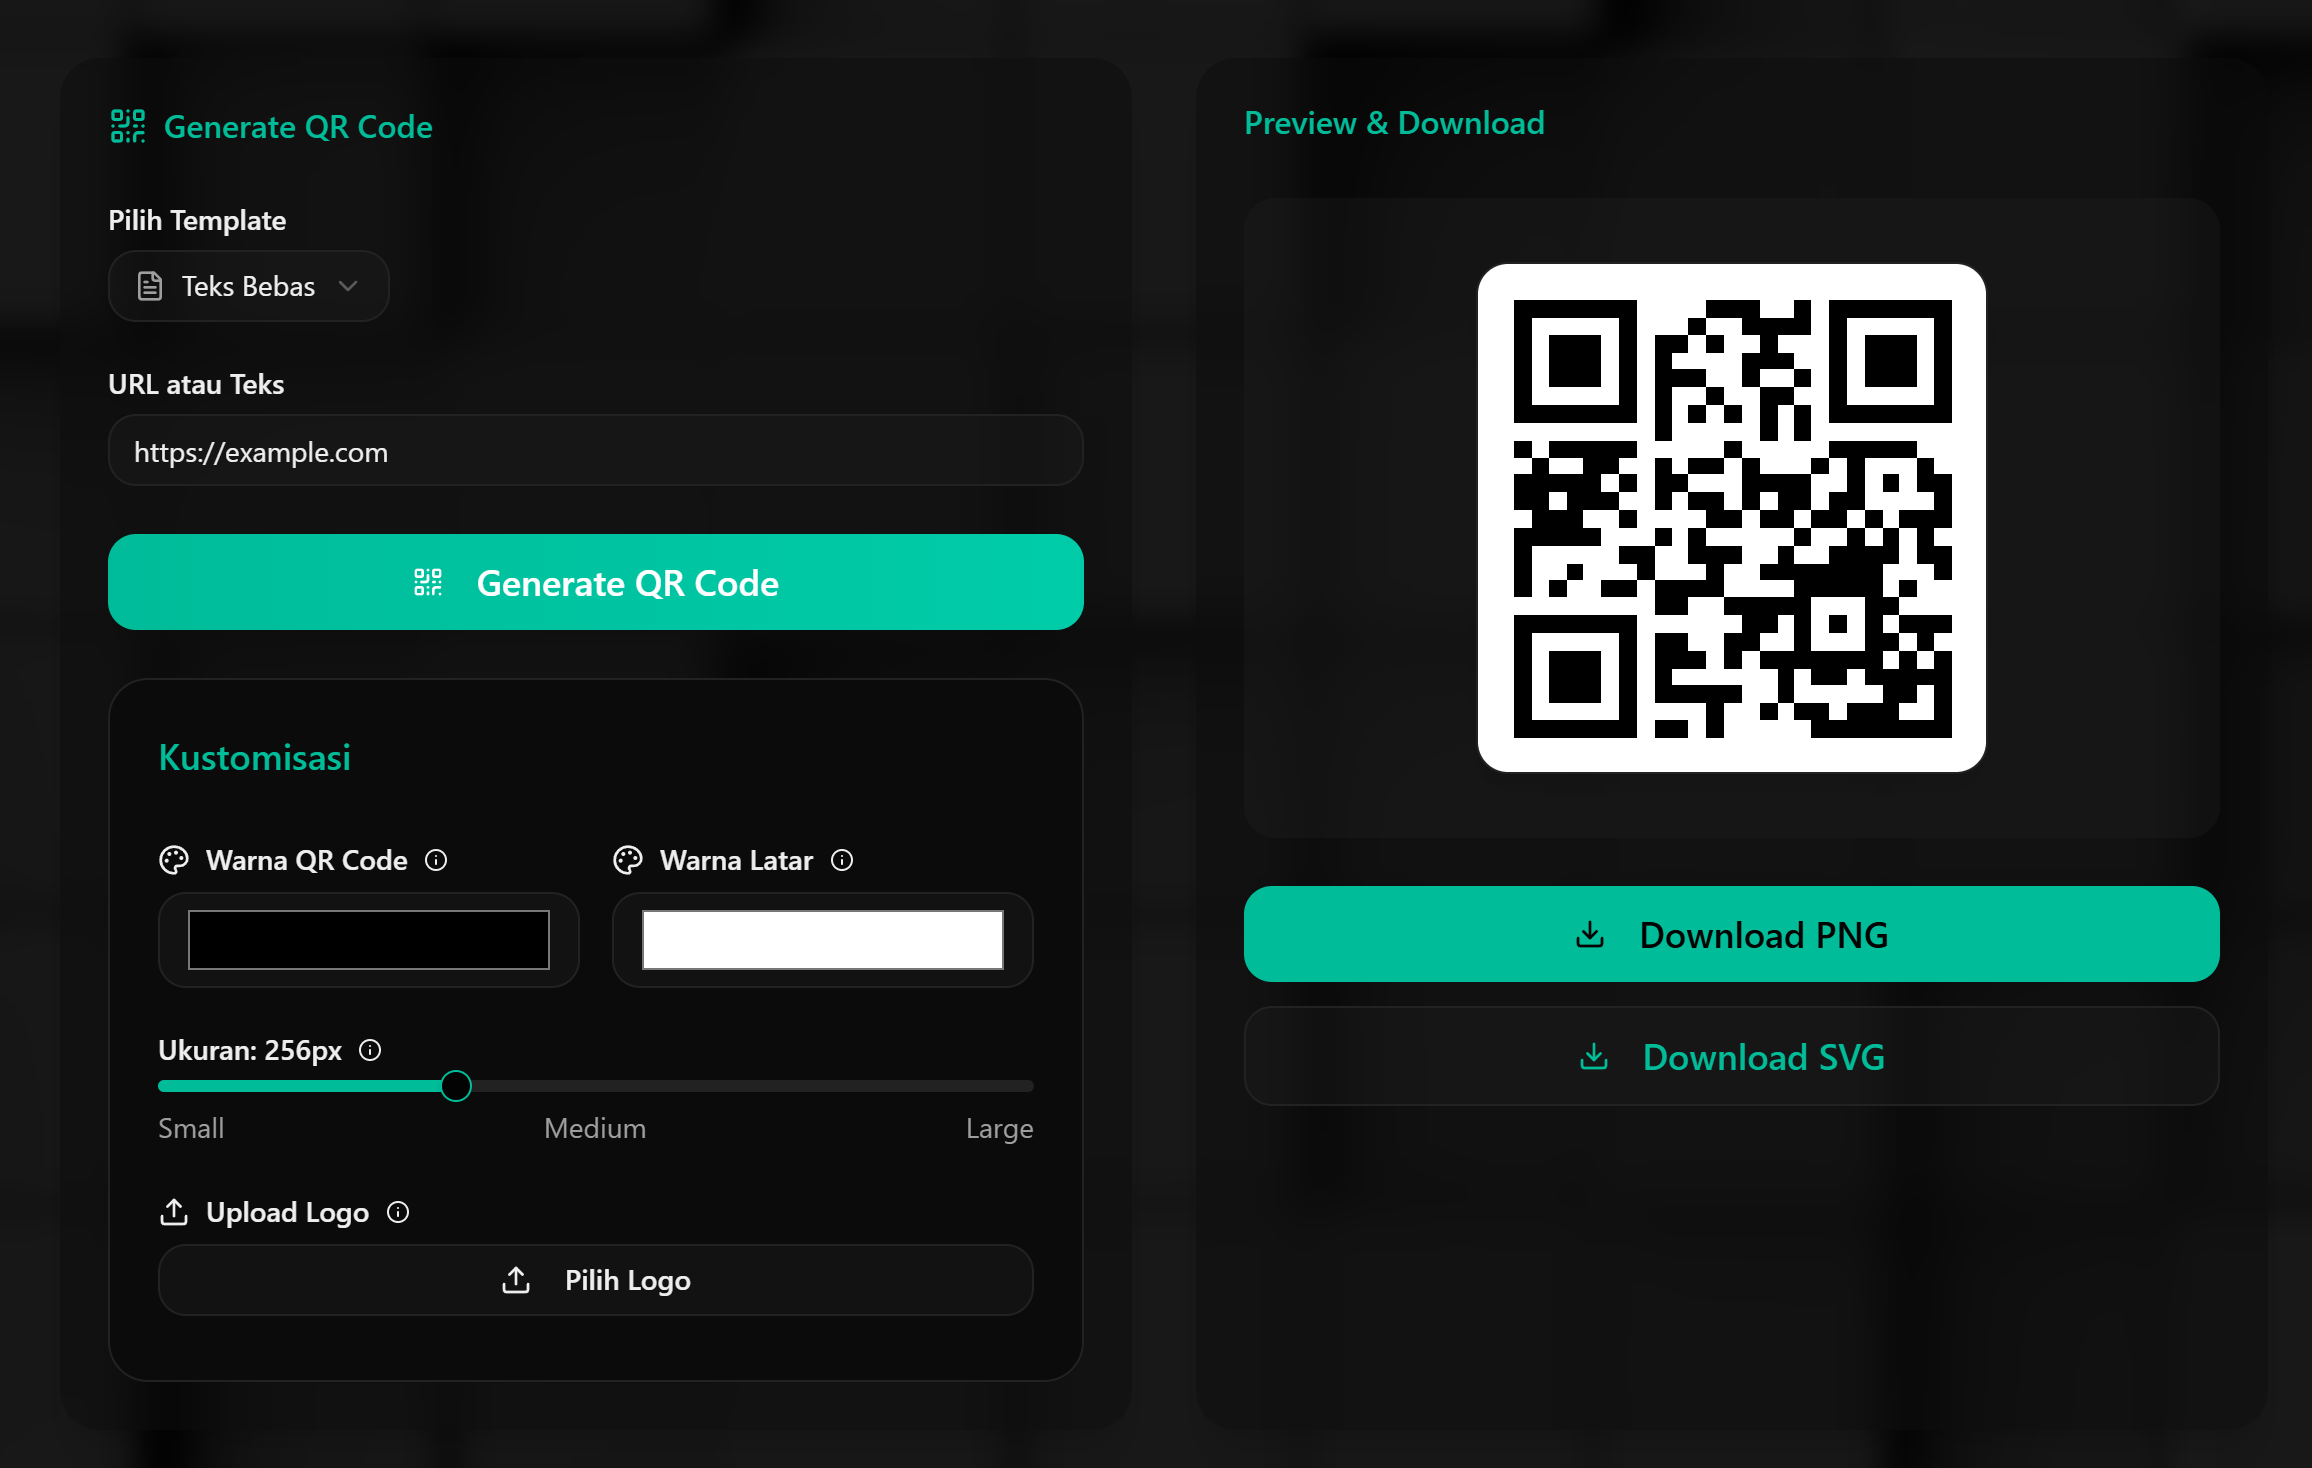 Generate QR Code
Pilih Template
Teks Bebas
URL atau Teks
https://example.com
Generate QR Code
Kustomisasi
Warna QR Code
Warna Latar
Ukuran: 256px
Small
Medium
Large
Upload Logo
Pilih Logo
Preview & Download
Download PNG
Download SVG